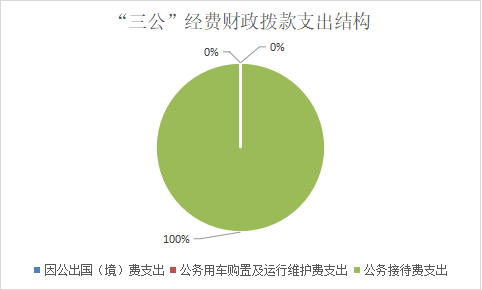 “三公”经费财政拨款支出结构
0% 0%
100%
因公出国（境）费支出 公务用车购置及运行维护费支出 公务接待费支出